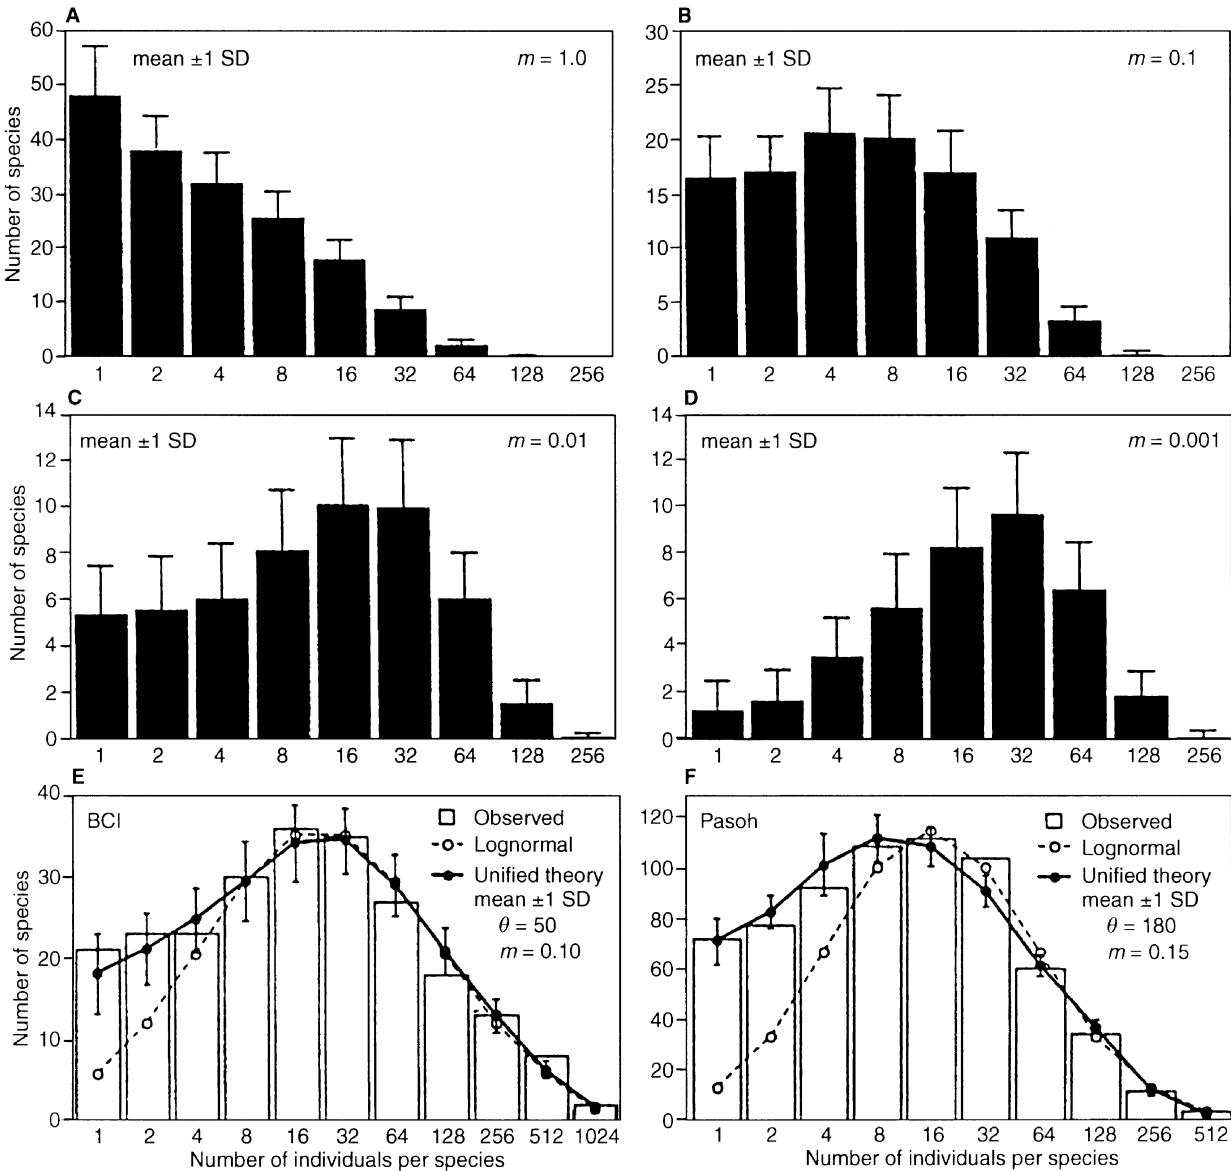 A
mean ±1 SD
m = 1.0
Number of species
60
50
40
30
20
10
0
1 2 4 8 16 32 64 128 256
B
mean ±1 SD
m = 0.1
30
25
20
15
10
5
0
1 2 4 8 16 32 64 128 256
C
mean ±1 SD
m = 0.01
Number of species
14
12
10
8
6
4
2
0
1 2 4 8 16 32 64 128 256
D
mean ±1 SD
m = 0.001
14
12
10
8
6
4
2
0
1 2 4 8 16 32 64 128 256
E
BCI
Observed
Lognormal
Unified theory
mean ±1 SD
θ = 50
m = 0.10
Number of species
40
30
20
10
0
1 2 4 8 16 32 64 128 256 512 1024
Number of individuals per species
F
Pasoh
Observed
Lognormal
Unified theory
mean ±1 SD
θ = 180
m = 0.15
120
100
80
60
40
20
0
1 2 4 8 16 32 64 128 256 512
Number of individuals per species